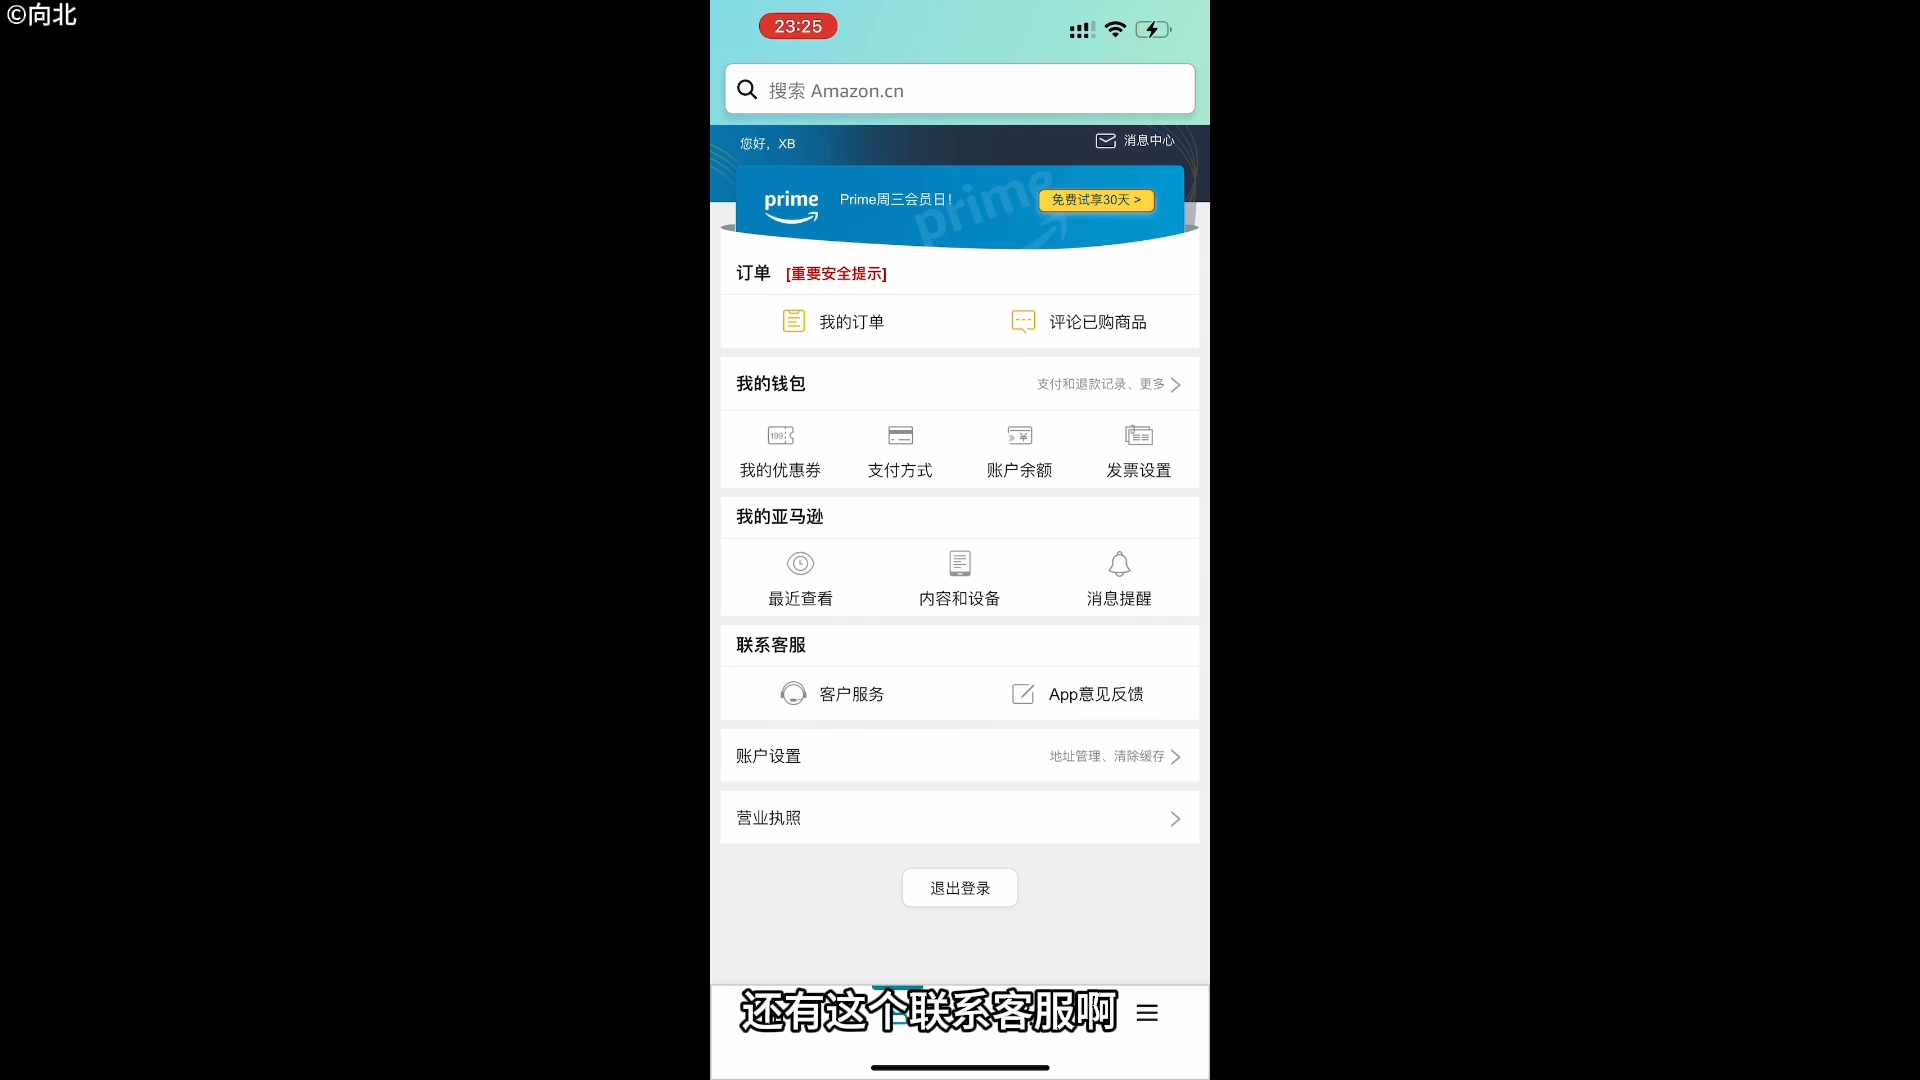 ©向北
23:25
搜索 Amazon.cn
您好，XB
消息中心
prime
Prime周三会员日！
免费试享30天 >
prime
订单 [重要安全提示]
我的订单
评论已购商品
我的钱包
支付和退款记录、更多
199
我的优惠券
支付方式
账户余额
发票设置
我的亚马逊
最近查看
内容和设备
消息提醒
联系客服
客户服务
App意见反馈
账户设置
地址管理、清除缓存
营业执照
退出登录
还有这个联系客服啊